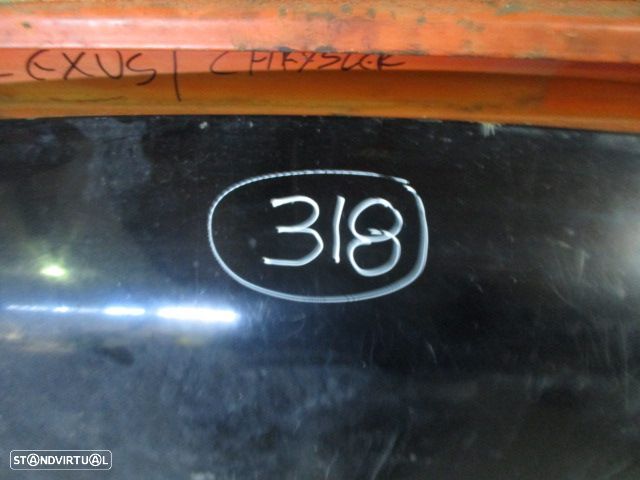 LEXUS / CHRYSLER
318
STANDVIRTUAL